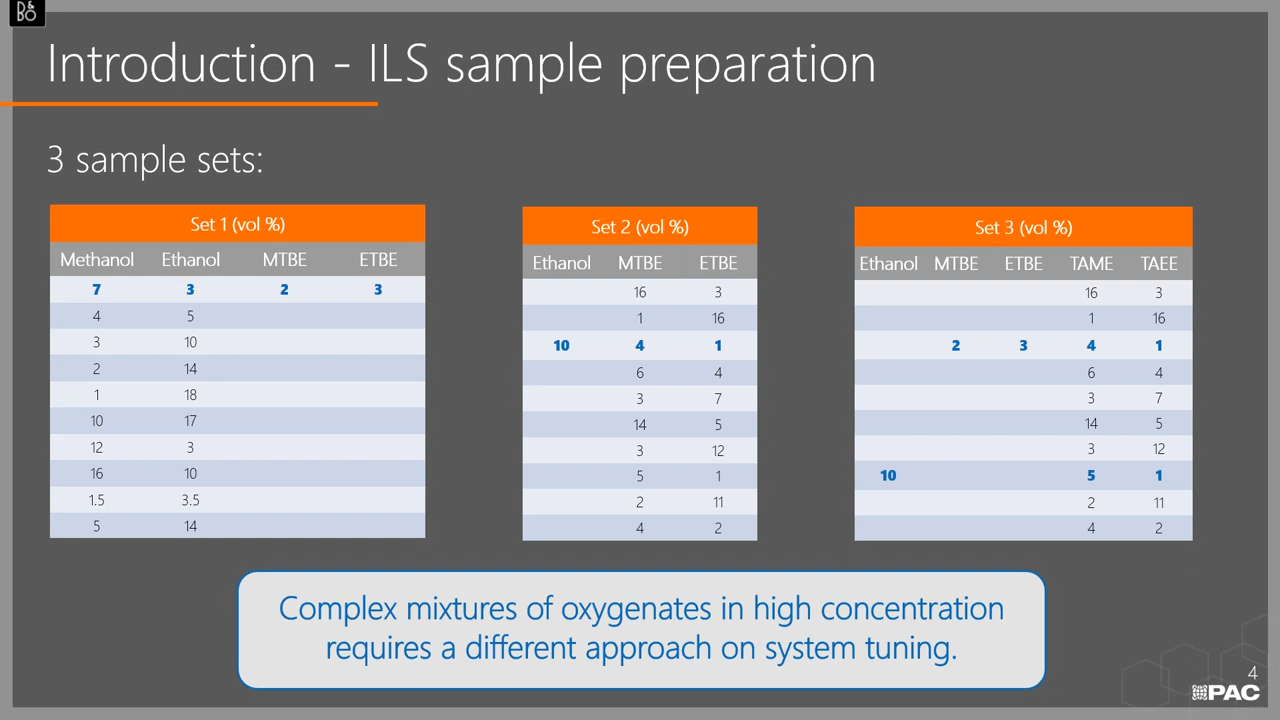 B&O
Introduction - ILS sample preparation
3 sample sets:
Set 1 (vol %)
Methanol Ethanol MTBE ETBE
7 3 2 3
4 5
3 10
2 14
1 18
10 17
12 3
16 10
1.5 3.5
5 14
Set 2 (vol %)
Ethanol MTBE ETBE
16 3
1 16
10 4 1
6 4
3 7
14 5
3 12
5 1
2 11
4 2
Set 3 (vol %)
Ethanol MTBE ETBE TAME TAEE
16 3
1 16
2 3 4 1
6 4
3 7
14 5
3 12
10 5 1
2 11
4 2
Complex mixtures of oxygenates in high concentration
requires a different approach on system tuning.
4
PAC